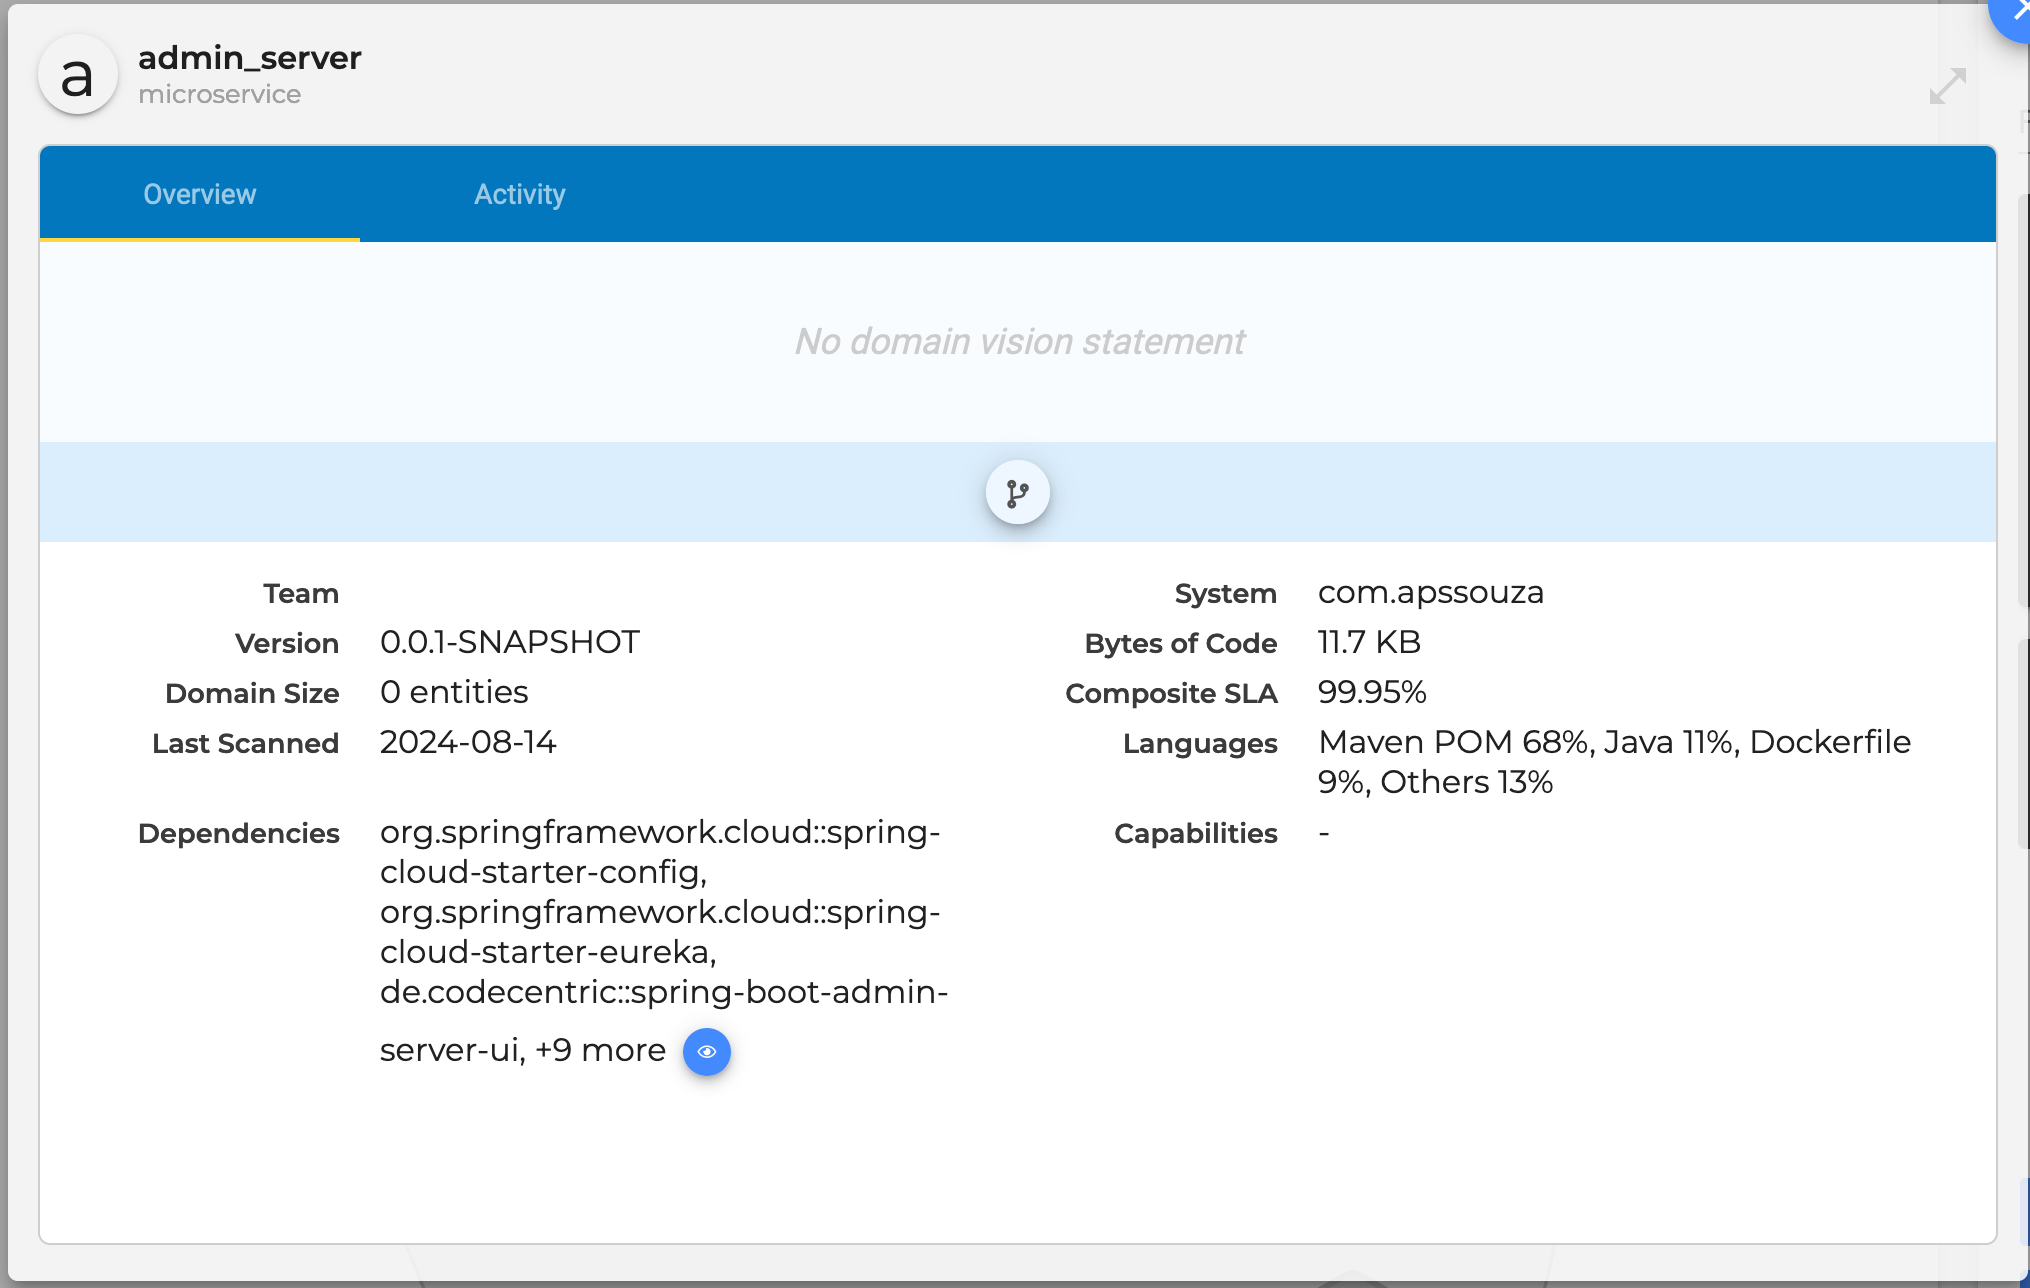 a
admin_server
microservice
Overview
Activity
No domain vision statement
Team
System com.apssouza
Version 0.0.1-SNAPSHOT
Bytes of Code 11.7 KB
Domain Size 0 entities
Composite SLA 99.95%
Last Scanned 2024-08-14
Languages Maven POM 68%, Java 11%, Dockerfile
9%, Others 13%
Dependencies org.springframework.cloud::spring-
cloud-starter-config,
org.springframework.cloud::spring-
cloud-starter-eureka,
de.codecentric::spring-boot-admin-
server-ui, +9 more
Capabilities -